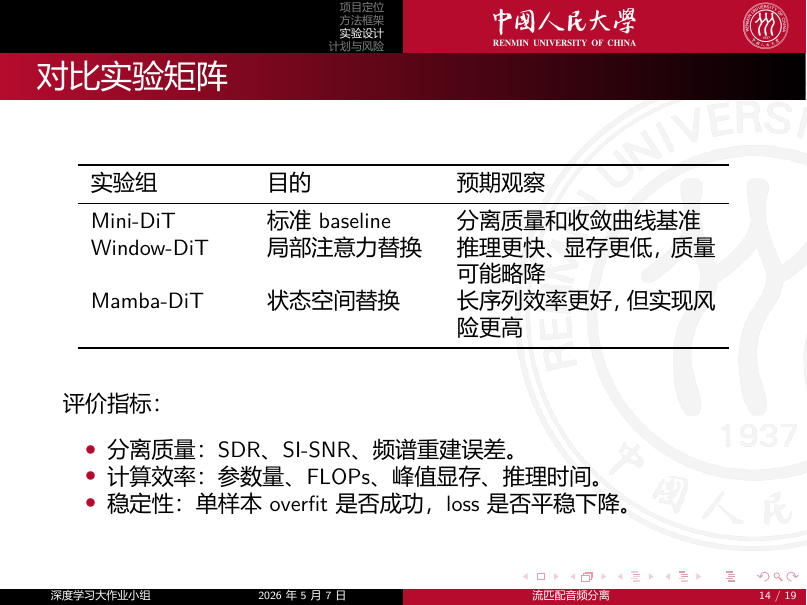 项目定位
方法框架
实验设计
计划与风险
中国人民大学
RENMIN UNIVERSITY OF CHINA
对比实验矩阵
实验组 目的 预期观察
Mini-DiT 标准 baseline 分离质量和收敛曲线基准
Window-DiT 局部注意力替换 推理更快、显存更低，质量
可能略降
Mamba-DiT 状态空间替换 长序列效率更好，但实现风
险更高
评价指标：
分离质量：SDR、SI-SNR、频谱重建误差。
计算效率：参数量、FLOPs、峰值显存、推理时间。
稳定性：单样本 overfit 是否成功，loss 是否平稳下降。
1937
深度学习大作业小组 2026 年 5 月 7 日 流匹配音频分离 14 / 19